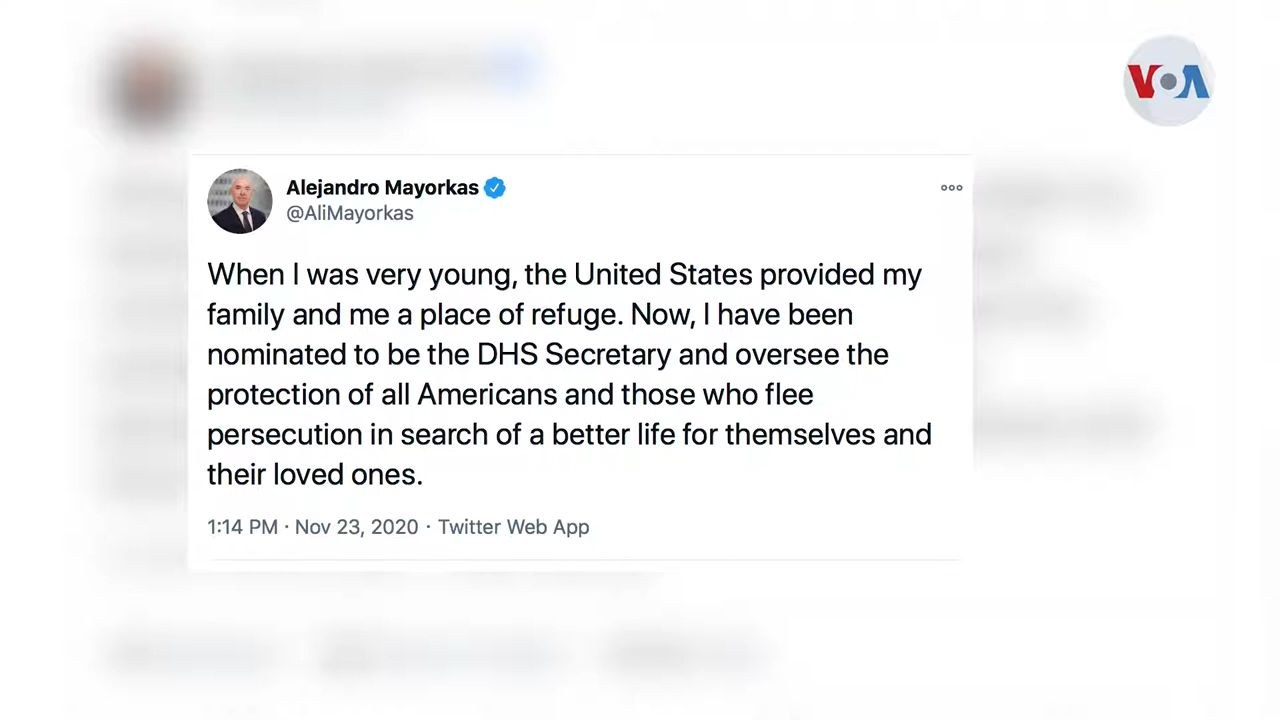 VOA
Alejandro Mayorkas
@AliMayorkas
When I was very young, the United States provided my
family and me a place of refuge. Now, I have been
nominated to be the DHS Secretary and oversee the
protection of all Americans and those who flee
persecution in search of a better life for themselves and
their loved ones.
1:14 PM · Nov 23, 2020 · Twitter Web App